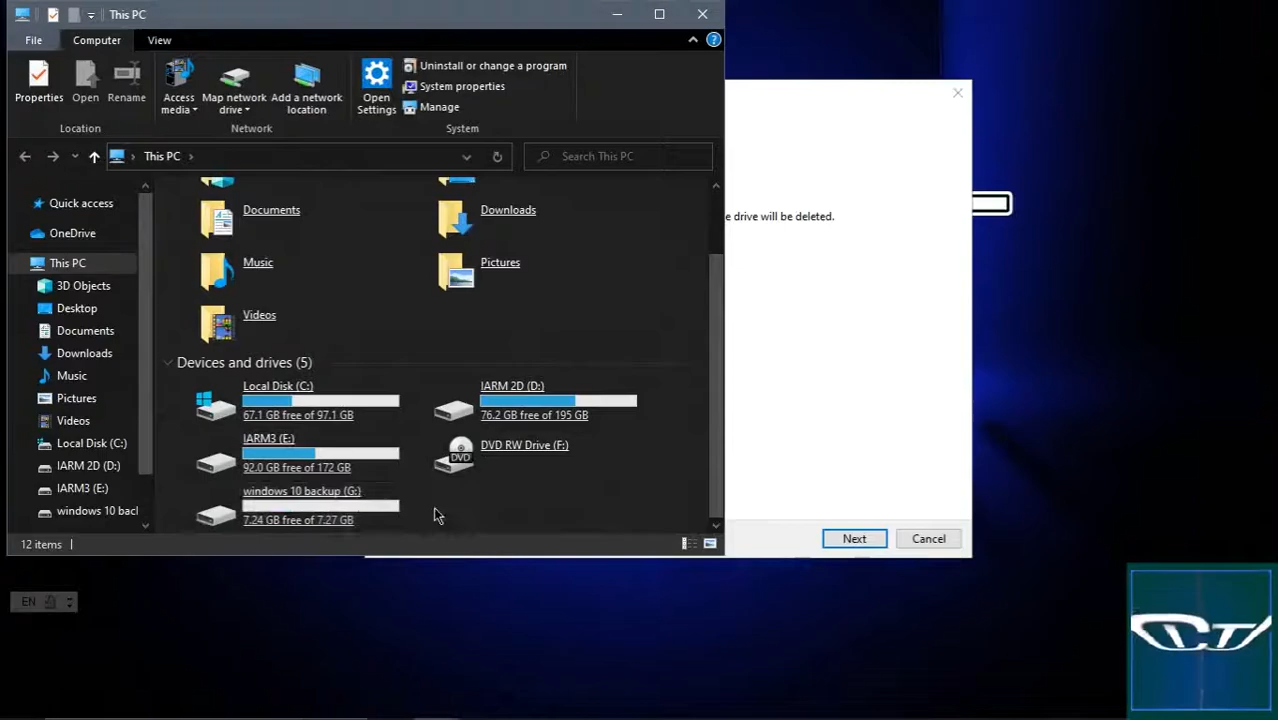 This PC
File Computer View
Properties Open Rename Access media Map network drive Add a network location Open Settings Uninstall or change a program
System properties
Manage
Location Network System
This PC Search This PC
Quick access
OneDrive
This PC
3D Objects
Desktop
Documents
Downloads
Music
Pictures
Videos
Local Disk (C:)
IARM 2D (D:)
IARM3 (E:)
windows 10 bacl
Documents Downloads
Music Pictures
Videos
Devices and drives (5)
Local Disk (C:) IARM 2D (D:)
67.1 GB free of 97.1 GB 76.2 GB free of 195 GB
IARM3 (E:) DVD RW Drive (F:)
92.0 GB free of 172 GB DVD
windows 10 backup (G:)
7.24 GB free of 7.27 GB
12 items
e drive will be deleted.
Next Cancel
EN